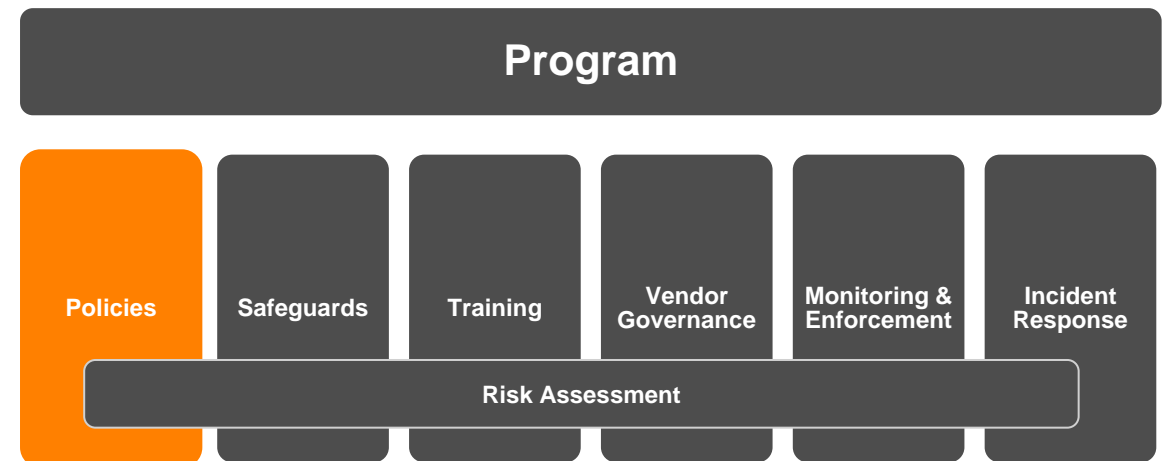 Program
Policies
Safeguards
Training
Vendor
Governance
Monitoring &
Enforcement
Incident
Response
Risk Assessment